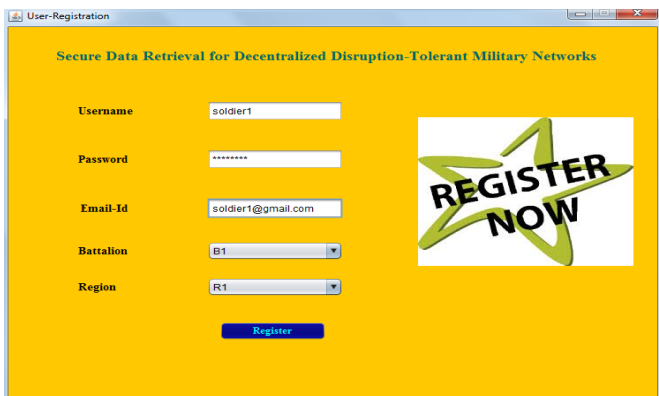 User-Registration
Secure Data Retrieval for Decentralized Disruption-Tolerant Military Networks
Username soldier1
Password ********
Email-Id soldier1@gmail.com
Battalion B1
Region R1
Register
REGISTER
NOW